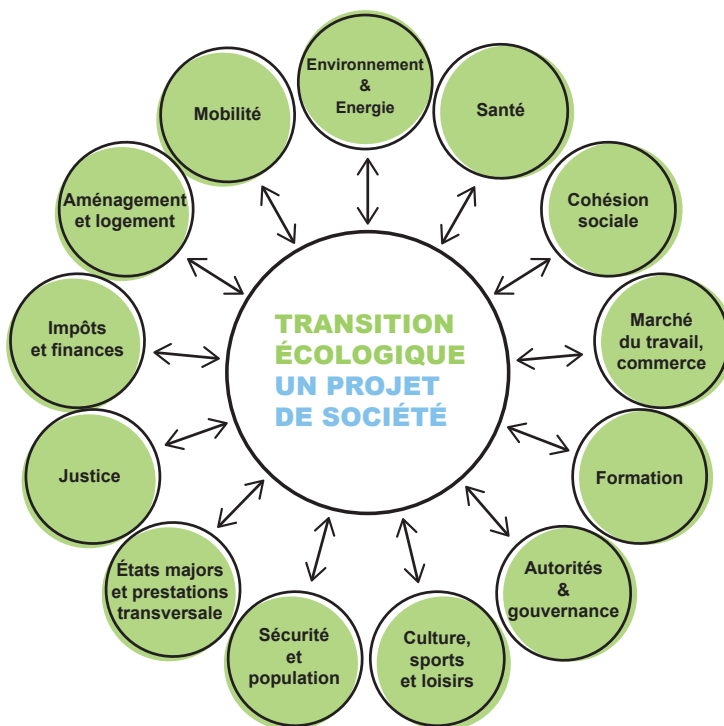 Environnement
&
Energie
Santé
Cohésion
sociale
Marché
du travail,
commerce
Formation
Autorités
&
gouvernance
Culture,
sports
et loisirs
Sécurité
et
population
États majors
et prestations
transversale
Justice
Impôts
et finances
Aménagement
et logement
Mobilité
TRANSITION
ÉCOLOGIQUE
UN PROJET
DE SOCIÉTÉ